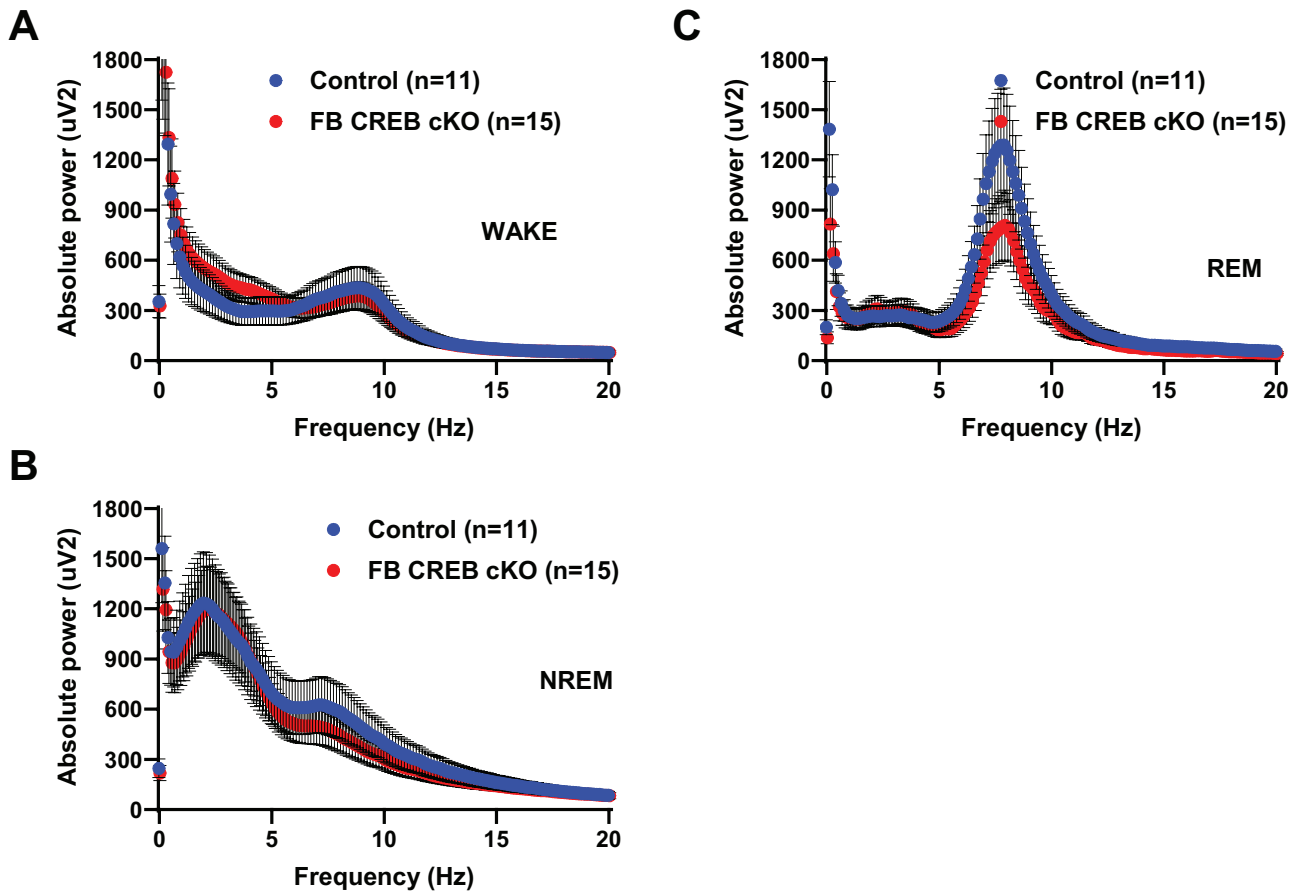 A
Absolute power (uV2)
1800
1500
1200
900
600
300
0
Control (n=11)
FB CREB cKO (n=15)
WAKE
0 5 10 15 20
Frequency (Hz)
C
Absolute power (uV2)
1800
1500
1200
900
600
300
0
Control (n=11)
FB CREB cKO (n=15)
REM
0 5 10 15 20
Frequency (Hz)
B
Absolute power (uV2)
1800
1500
1200
900
600
300
0
Control (n=11)
FB CREB cKO (n=15)
NREM
0 5 10 15 20
Frequency (Hz)